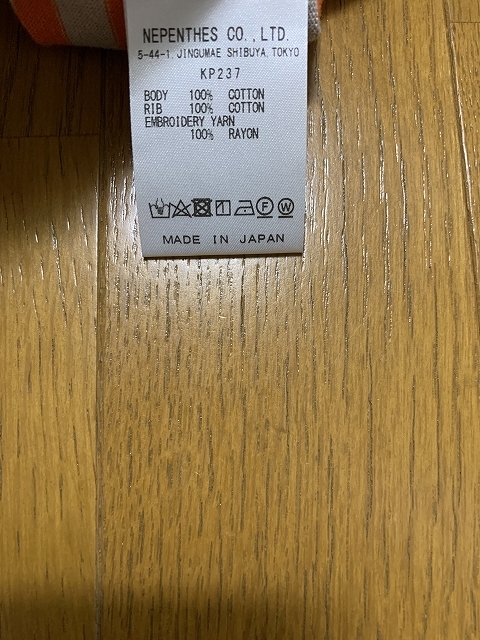 NEPENTHES CO.,LTD.
5-44-1,JINGUMAE SHIBUYA,TOKYO
KP237
BODY 100% COTTON
RIB 100% COTTON
EMBROIDERY YARN
100% RAYON
F W
MADE IN JAPAN